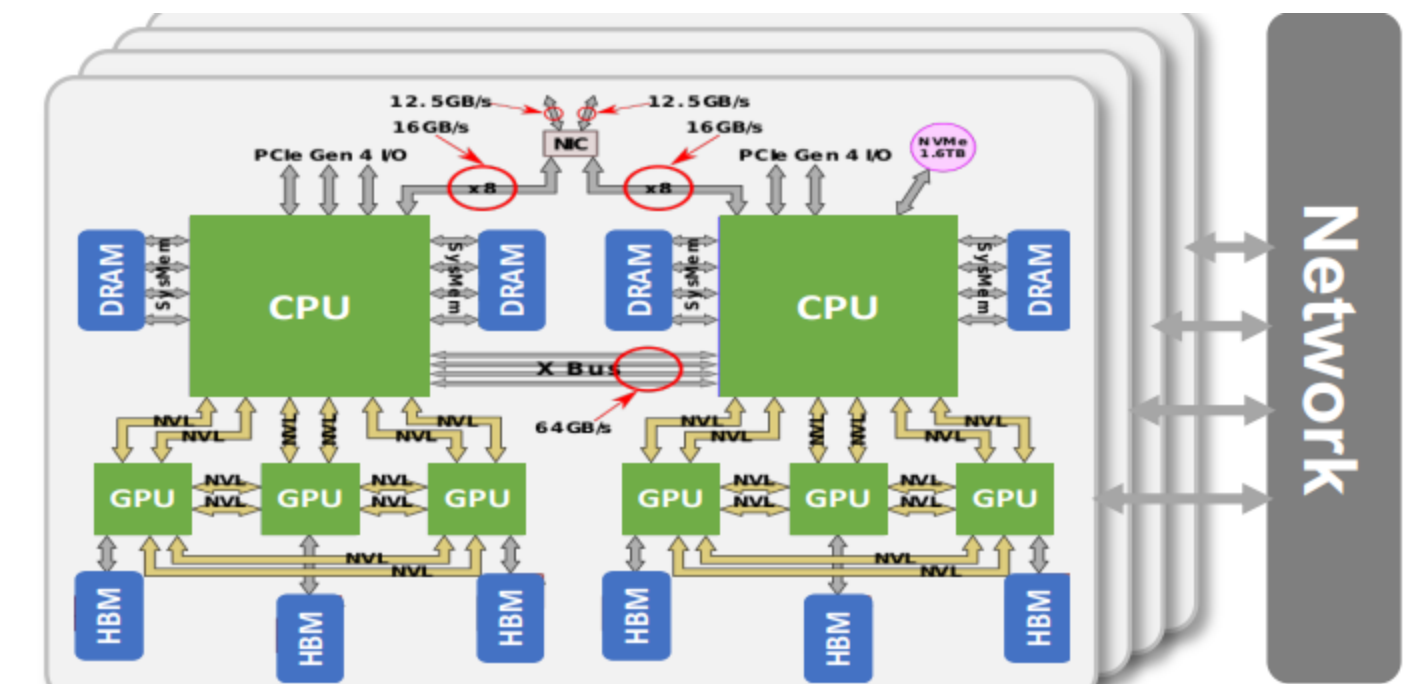 12.5GB/s
12.5GB/s
16GB/s
16GB/s
NIC
NVMe
1.6TB
PCIe Gen 4 I/O
PCIe Gen 4 I/O
x8
x8
DRAM
SysMem
CPU
SysMem
DRAM
DRAM
SysMem
CPU
SysMem
DRAM
X Bus
64GB/s
NVL
NVL
NVL
NVL
NVL
NVL
NVL
NVL
NVL
NVL
NVL
NVL
GPU
NVL
NVL
GPU
NVL
NVL
GPU
GPU
NVL
NVL
GPU
NVL
NVL
GPU
NVL
NVL
NVL
NVL
HBM
HBM
HBM
HBM
HBM
HBM
Network